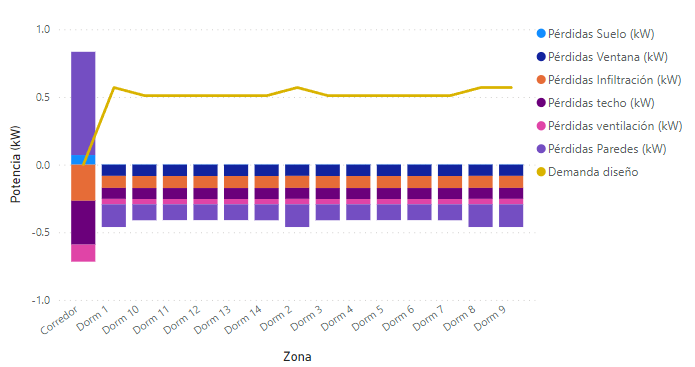 1.0
0.5
0.0
-0.5
-1.0
Potencia (kW)
Corredor
Dorm 1
Dorm 10
Dorm 11
Dorm 12
Dorm 13
Dorm 14
Dorm 2
Dorm 3
Dorm 4
Dorm 5
Dorm 6
Dorm 7
Dorm 8
Dorm 9
Zona
Pérdidas Suelo (kW)
Pérdidas Ventana (kW)
Pérdidas Infiltración (kW)
Pérdidas techo (kW)
Pérdidas ventilación (kW)
Pérdidas Paredes (kW)
Demanda diseño